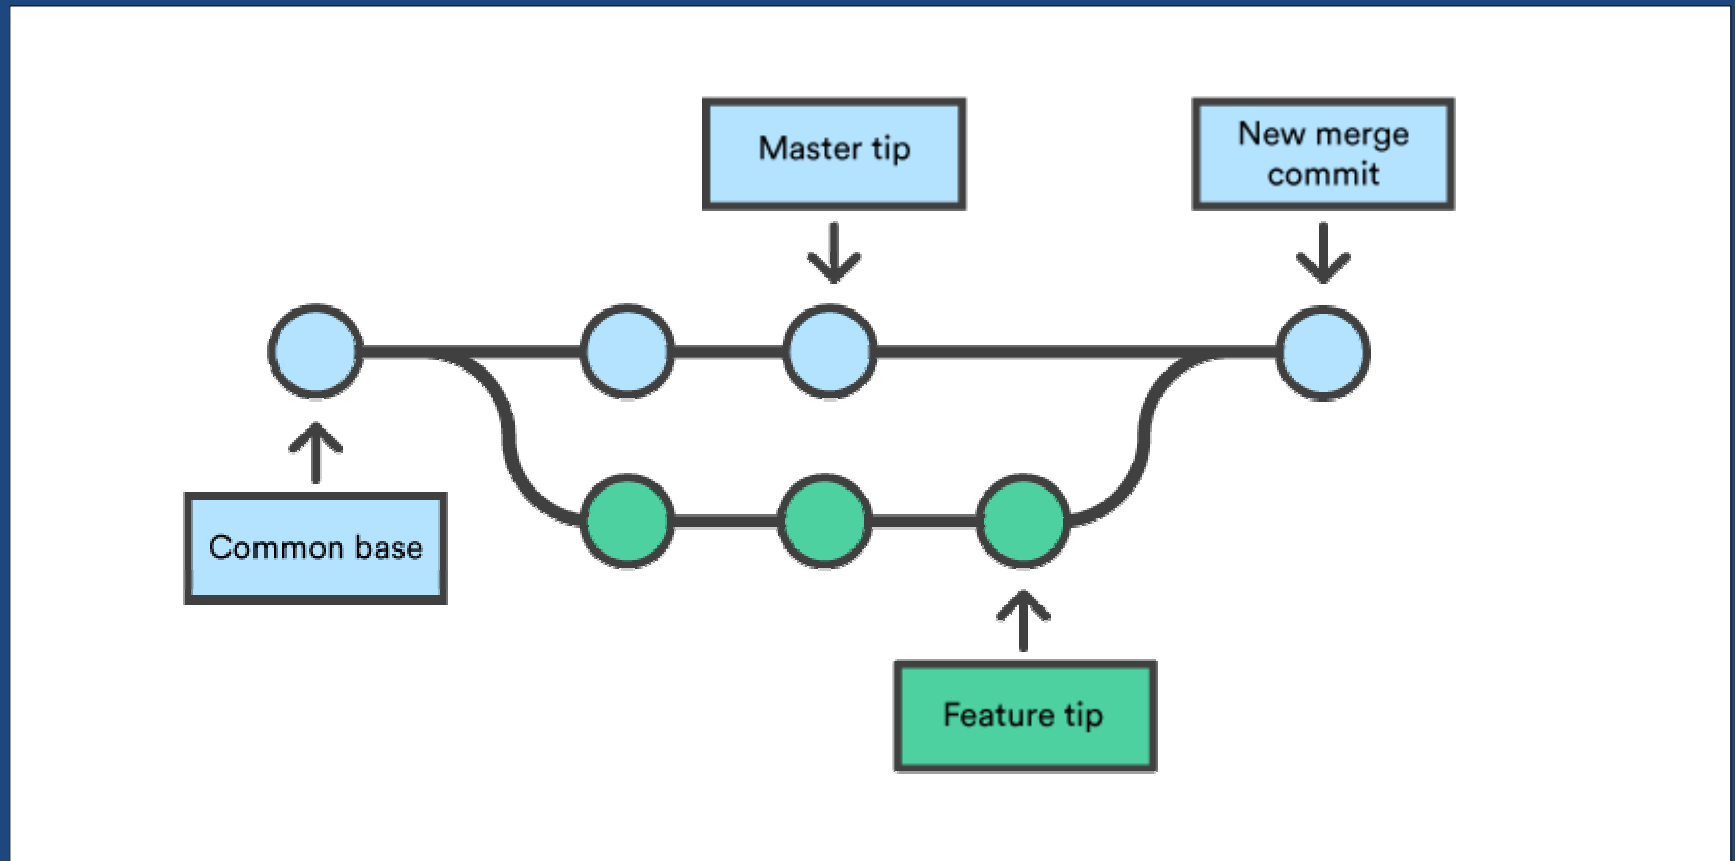 Master tip
New merge
commit
Common base
Feature tip